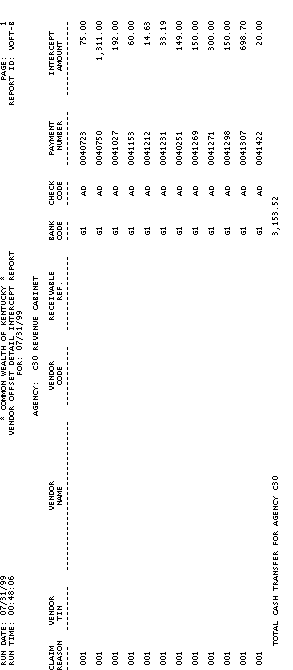 RUN DATE: 07/31/99 * COMMON WEALTH OF KENTUCKY * PAGE: 1
RUN TIME: 00:48:06 VENDOR OFFSET DETAIL INTERCEPT REPORT REPORT ID: VOFT-8
FOR: 07/31/99
AGENCY: C30 REVENUE CABINET
CLAIM VENDOR VENDOR VENDOR RECEIVABLE BANK CHECK PAYMENT INTERCEPT
REASON TIN NAME CODE REF. CODE CODE NUMBER AMOUNT
001 G1 AD 0040723 75.00
001 G1 AD 0040750 1,311.00
001 G1 AD 0041027 192.00
001 G1 AD 0041153 60.00
001 G1 AD 0041212 14.63
001 G1 AD 0041231 33.19
001 G1 AD 0040251 149.00
001 G1 AD 0041269 150.00
001 G1 AD 0041271 300.00
001 G1 AD 0041298 150.00
001 G1 AD 0041307 698.70
001 G1 AD 0041422 20.00
TOTAL CASH TRANSFER FOR AGENCY C30 3,153.52